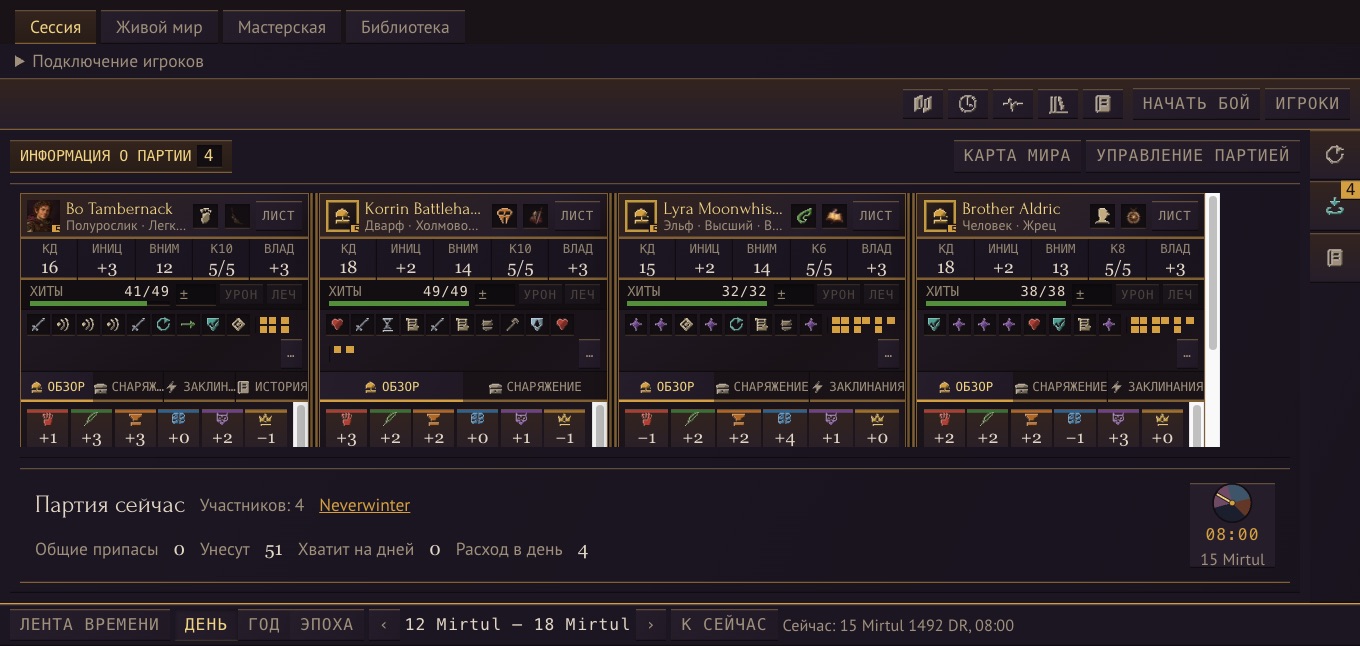 Сессия Живой мир Мастерская Библиотека
▶ Подключение игроков
НАЧАТЬ БОЙ ИГРОКИ
ИНФОРМАЦИЯ О ПАРТИИ 4 КАРТА МИРА УПРАВЛЕНИЕ ПАРТИЕЙ
4
Bo Tambernack ЛИСТ Korrin Battleha... ЛИСТ Lyra Moonwhis... ЛИСТ Brother Aldric ЛИСТ
Полурослик · Легк... Дварф · Холмово... Эльф · Высший · В... Человек · Жрец
КД ИНИЦ ВНИМ К10 ВЛАД КД ИНИЦ ВНИМ К10 ВЛАД КД ИНИЦ ВНИМ К6 ВЛАД КД ИНИЦ ВНИМ К8 ВЛАД
16 +3 12 5/5 +3 18 +2 14 5/5 +3 15 +2 14 5/5 +3 18 +2 13 5/5 +3
ХИТЫ 41/49 ± УРОН ЛЕЧ ХИТЫ 49/49 ± УРОН ЛЕЧ ХИТЫ 32/32 ± УРОН ЛЕЧ ХИТЫ 38/38 ± УРОН ЛЕЧ
... ... ... ...
ОБЗОР СНАРЯЖ... ЗАКЛИН... ИСТОРИЯ ОБЗОР СНАРЯЖЕНИЕ ОБЗОР СНАРЯЖЕНИЕ ЗАКЛИНАНИЯ ОБЗОР СНАРЯЖЕНИЕ ЗАКЛИНАНИЯ
+1 +3 +3 +0 +2 −1 +3 +2 +2 +0 +1 −1 −1 +2 +2 +4 +1 +0 +2 +2 +2 −1 +3 +0
Партия сейчас Участников: 4 Neverwinter
Общие припасы 0 Унесут 51 Хватит на дней 0 Расход в день 4
08:00
15 Mirtul
ЛЕНТА ВРЕМЕНИ ДЕНЬ ГОД ЭПОХА ‹ 12 Mirtul — 18 Mirtul › К СЕЙЧАС Сейчас: 15 Mirtul 1492 DR, 08:00